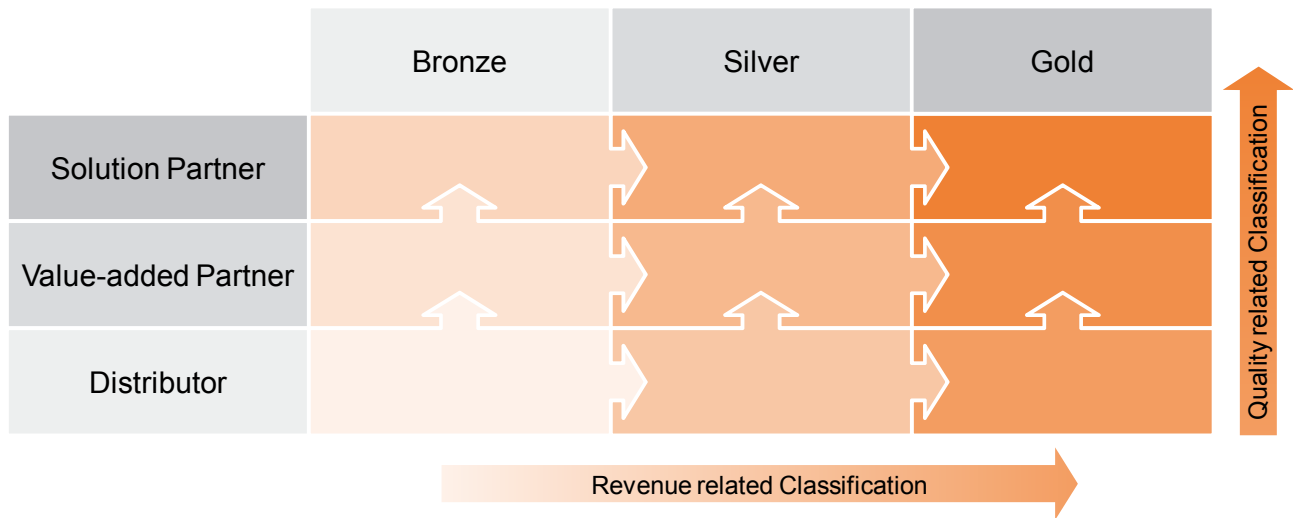 Bronze
Silver
Gold
Solution Partner
Value-added Partner
Distributor
Quality related Classification
Revenue related Classification